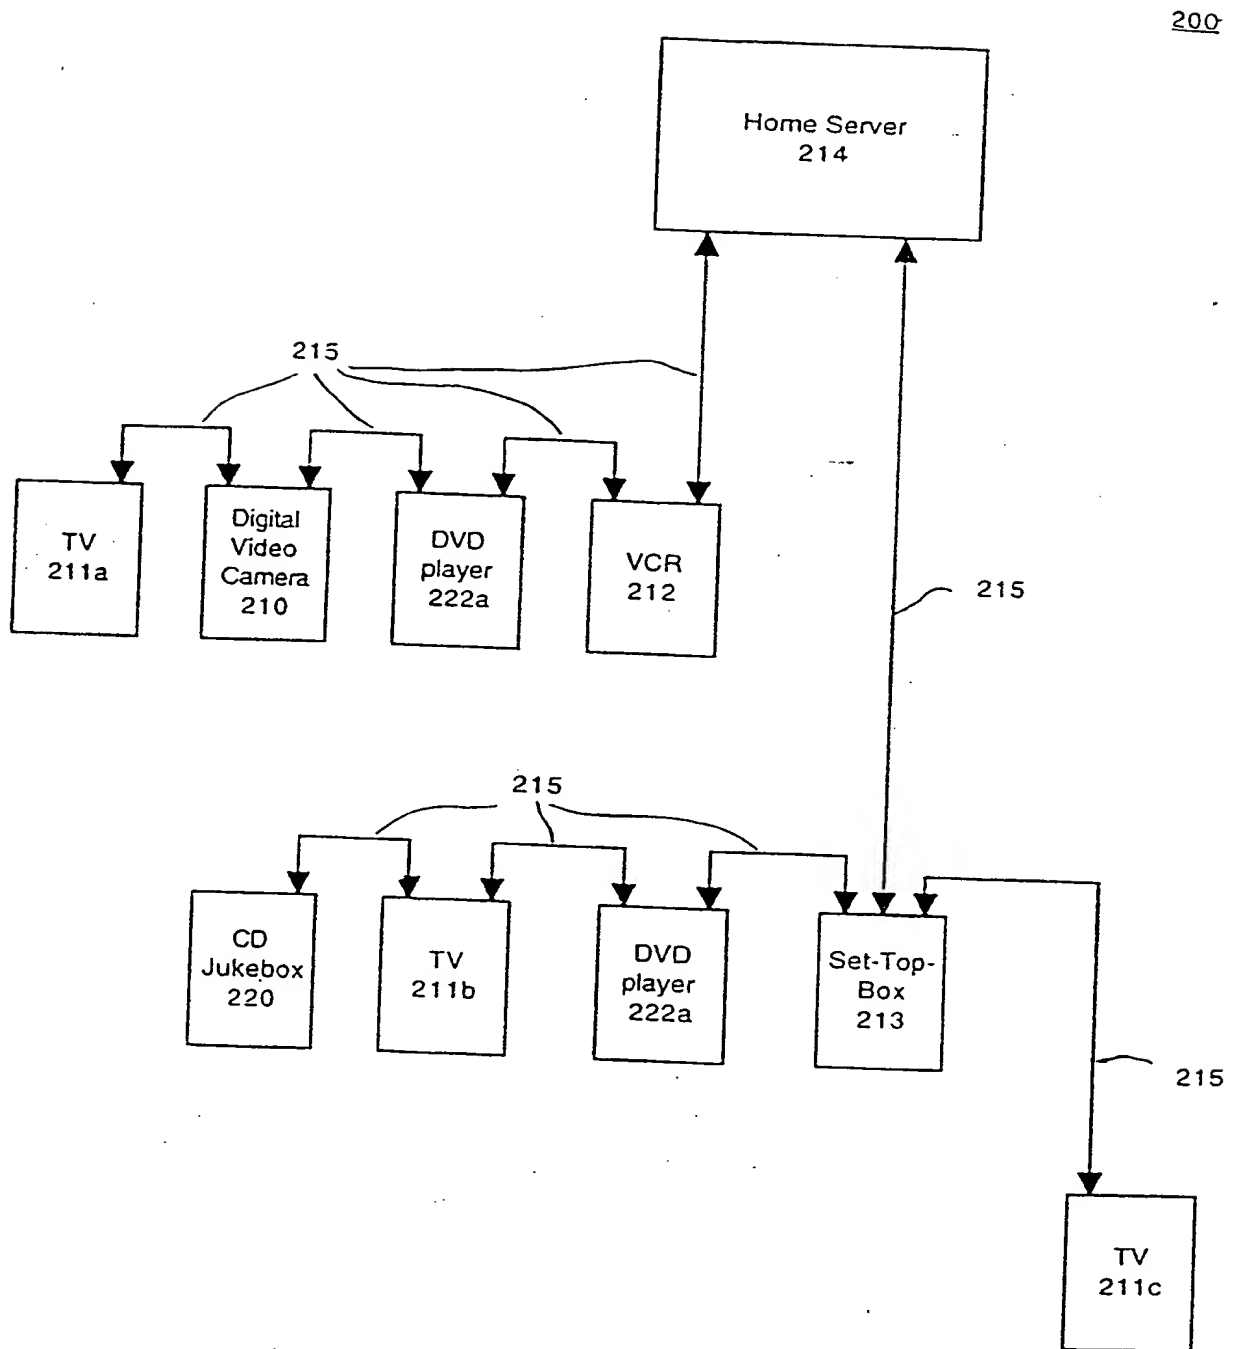 200
Home Server
214
215
TV
211a
Digital
Video
Camera
210
DVD
player
222a
VCR
212
215
215
CD
Jukebox
220
TV
211b
DVD
player
222a
Set-Top-
Box
213
215
TV
211c